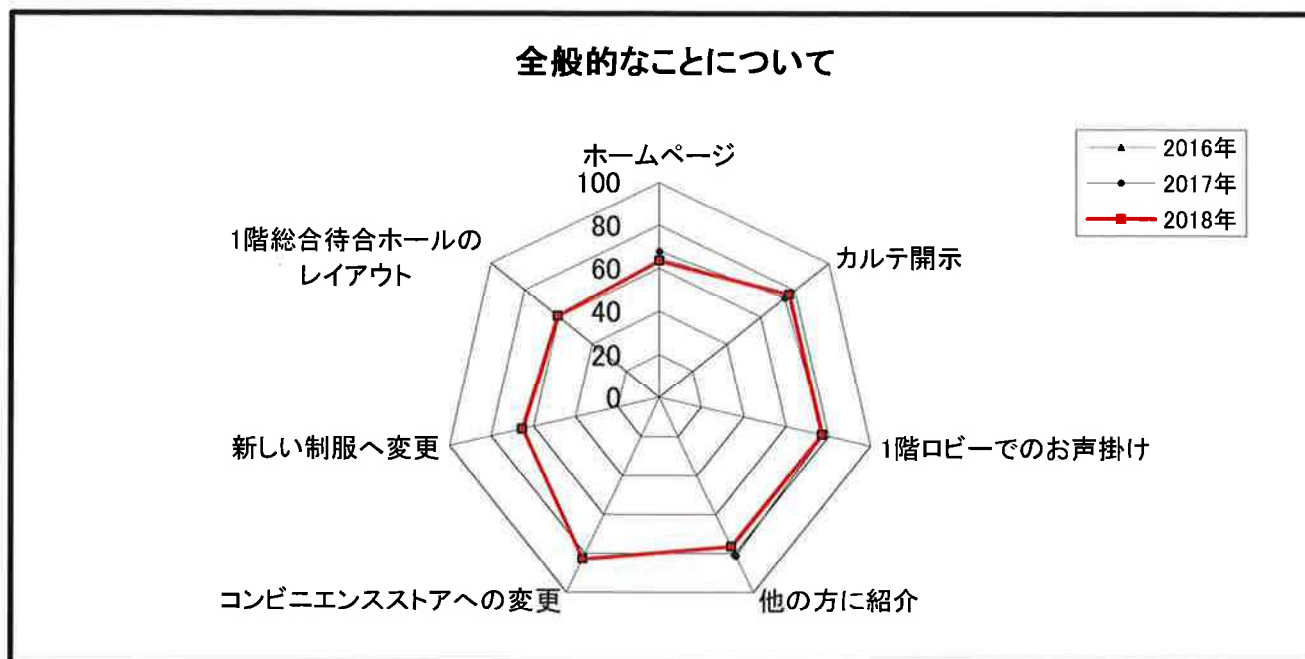 全般的なことについて
2016年
2017年
2018年
ホームページ
カルテ開示
1階ロビーでのお声掛け
他の方に紹介
コンビニエンスストアへの変更
新しい制服へ変更
1階総合待合ホールの
レイアウト
100
80
60
40
20
0